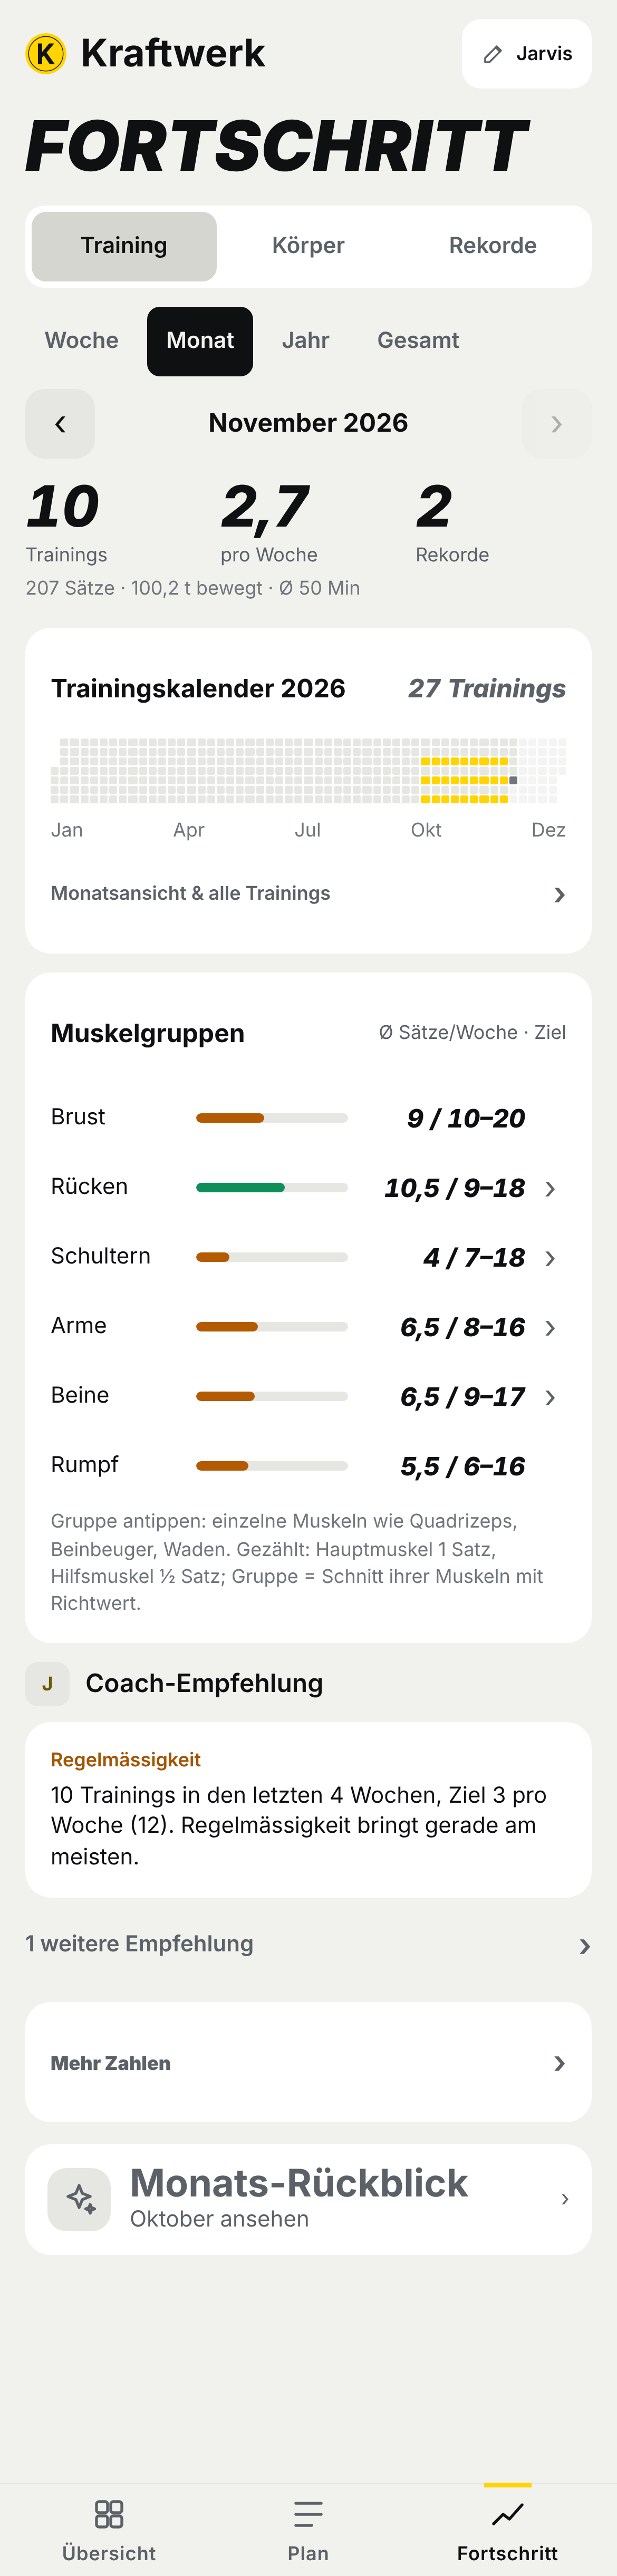 K Kraftwerk
Jarvis
FORTSCHRITT
Training Körper Rekorde
Woche Monat Jahr Gesamt
‹ November 2026 ›
10 2,7 2
Trainings pro Woche Rekorde
207 Sätze · 100,2 t bewegt · Ø 50 Min
Trainingskalender 2026 27 Trainings
Jan Apr Jul Okt Dez
Monatsansicht & alle Trainings ›
Muskelgruppen Ø Sätze/Woche · Ziel
Brust 9 / 10–20
Rücken 10,5 / 9–18 ›
Schultern 4 / 7–18 ›
Arme 6,5 / 8–16 ›
Beine 6,5 / 9–17 ›
Rumpf 5,5 / 6–16
Gruppe antippen: einzelne Muskeln wie Quadrizeps,
Beinbeuger, Waden. Gezählt: Hauptmuskel 1 Satz,
Hilfsmuskel ½ Satz; Gruppe = Schnitt ihrer Muskeln mit
Richtwert.
J Coach-Empfehlung
Regelmässigkeit
10 Trainings in den letzten 4 Wochen, Ziel 3 pro
Woche (12). Regelmässigkeit bringt gerade am
meisten.
1 weitere Empfehlung ›
Mehr Zahlen ›
Monats-Rückblick
Oktober ansehen ›
Übersicht Plan Fortschritt